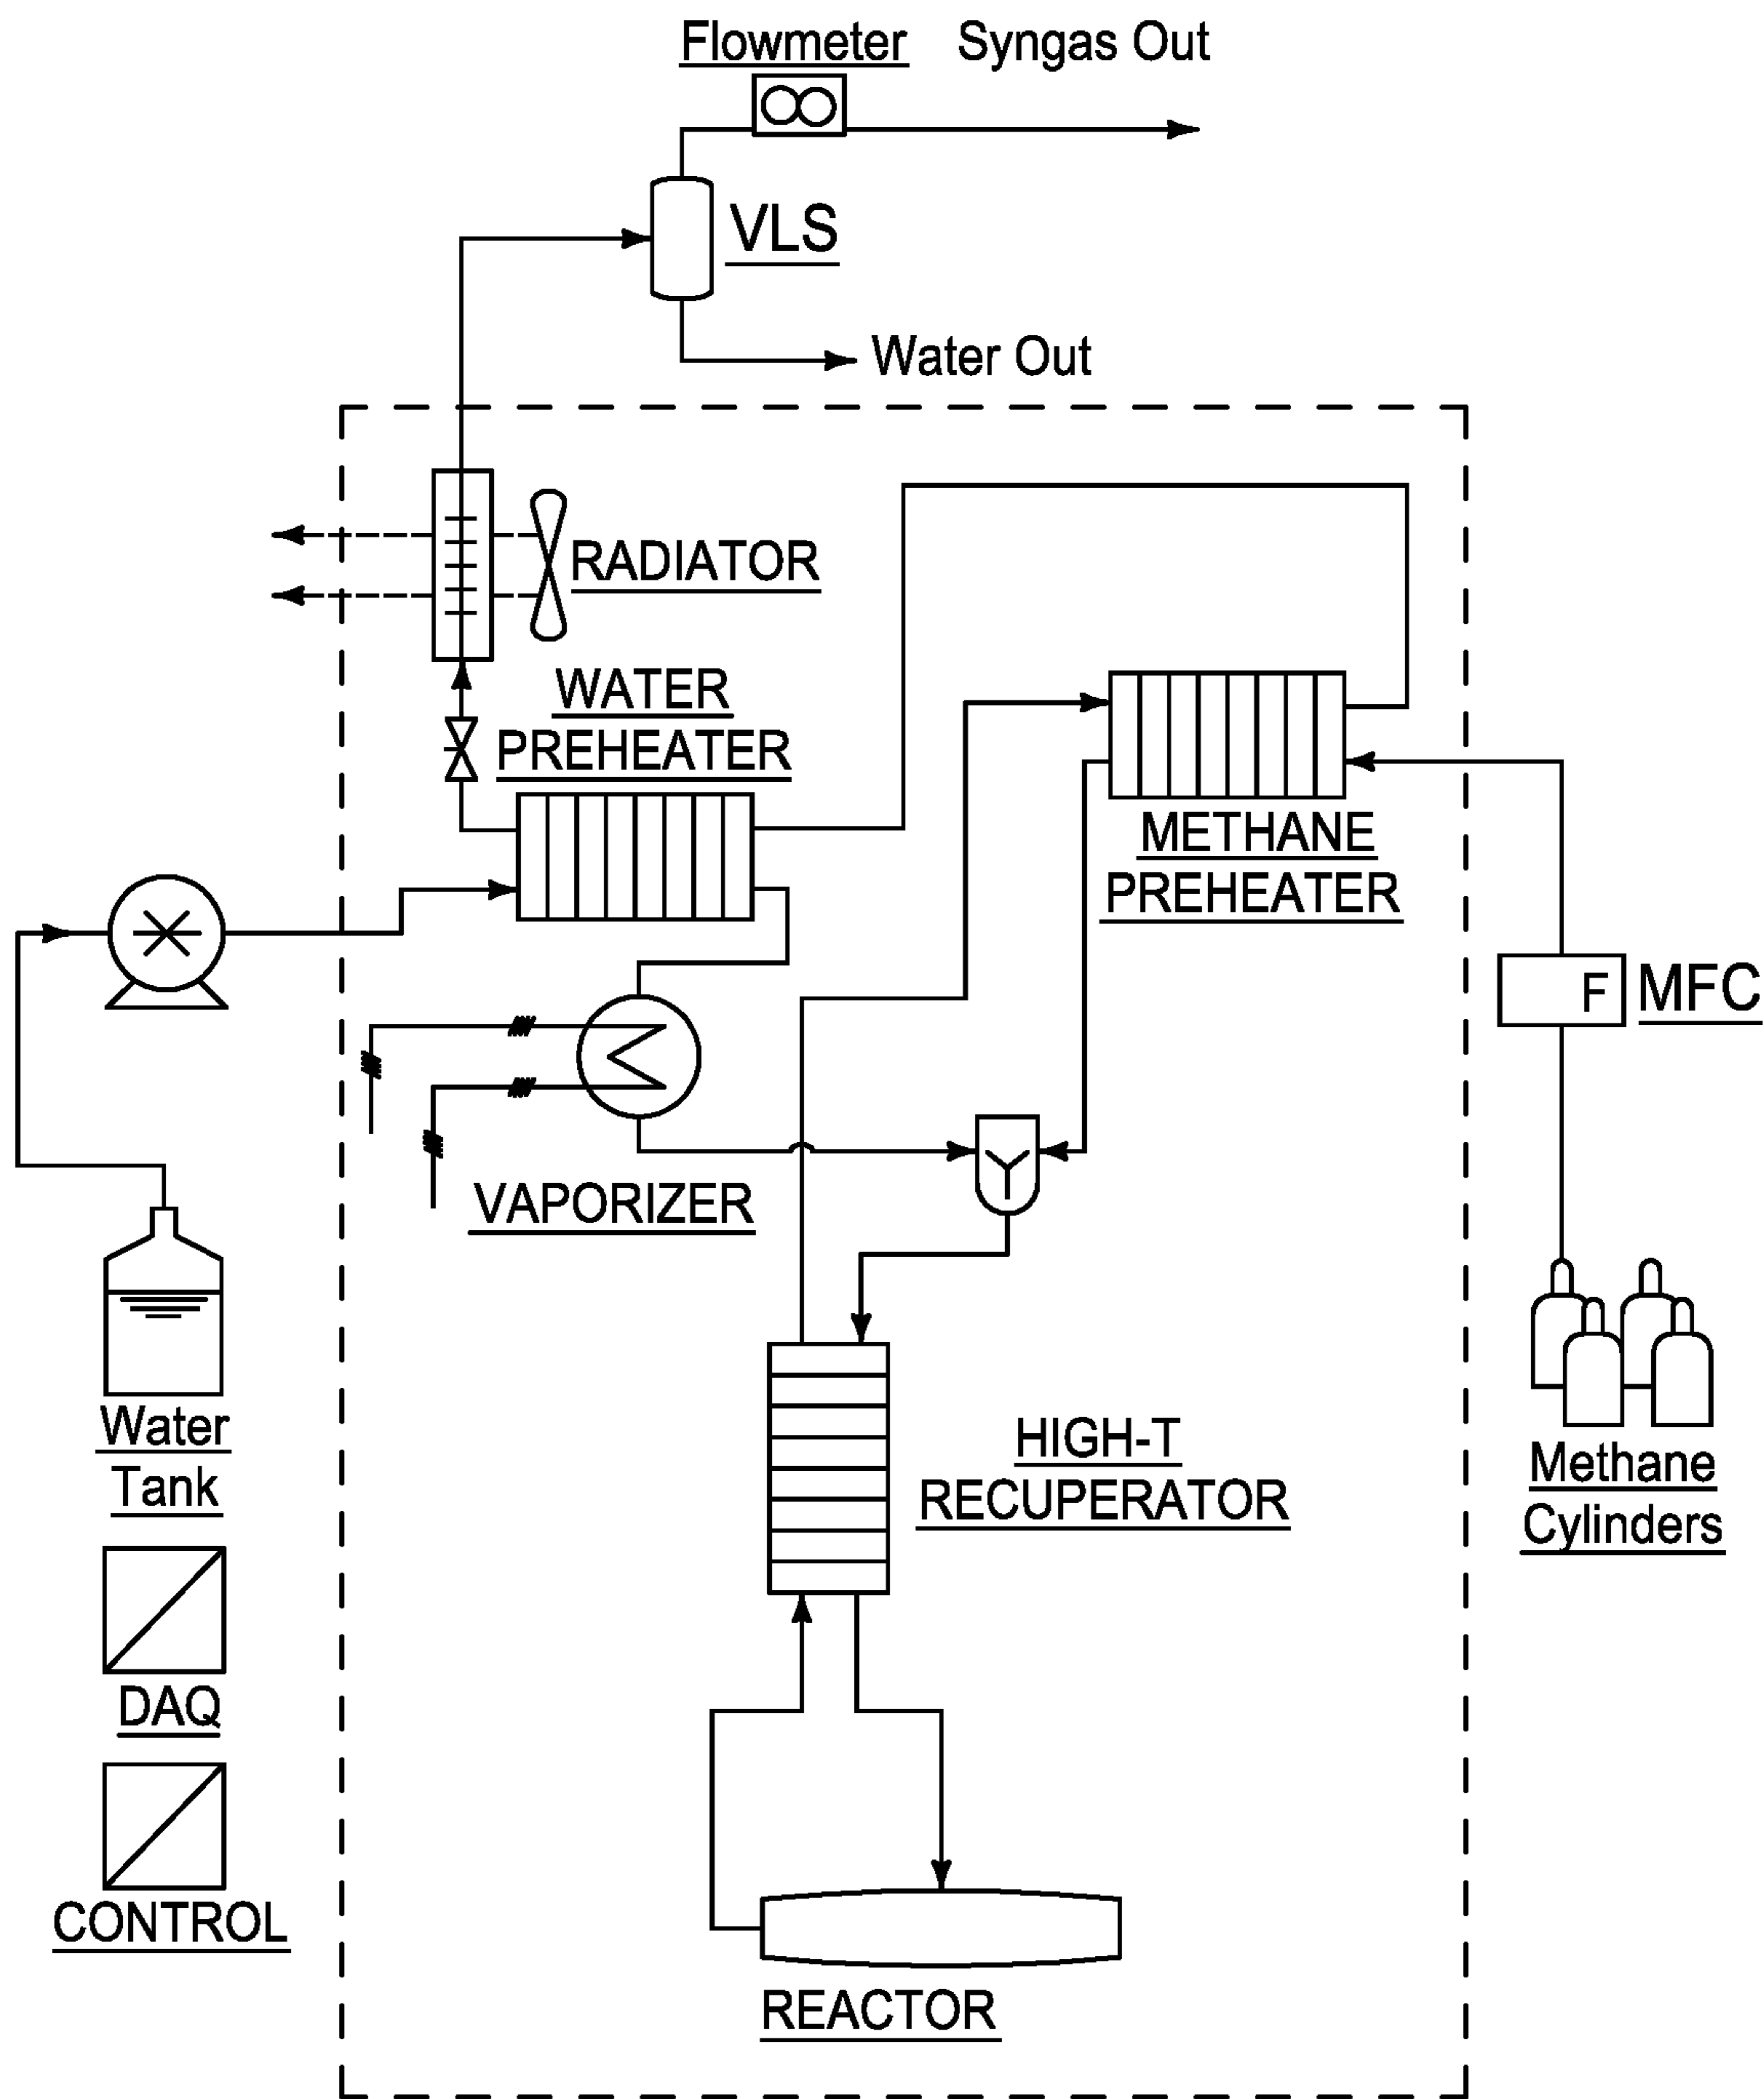 Flowmeter Syngas Out
VLS
Water Out
RADIATOR
WATER
PREHEATER
METHANE
PREHEATER
F MFC
VAPORIZER
Water
Tank
HIGH-T
RECUPERATOR
Methane
Cylinders
DAQ
CONTROL
REACTOR